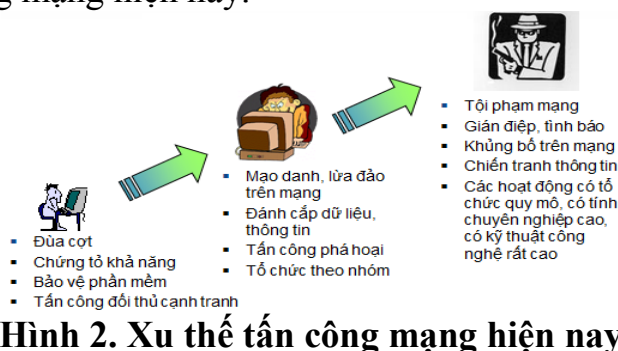 g mạng hiện nay.
Đùa cợt
Chứng tỏ khả năng
Bảo vệ phần mềm
Tấn công đối thủ cạnh tranh
Mạo danh, lừa đảo
trên mạng
Đánh cắp dữ liệu,
thông tin
Tấn công phá hoại
Tổ chức theo nhóm
Tội phạm mạng
Gián điệp, tình báo
Khủng bố trên mạng
Chiến tranh thông tin
Các hoạt động có tổ
chức quy mô, có tính
chuyên nghiệp cao,
có kỹ thuật công
nghệ rất cao
Hình 2. Xu thế tấn công mạng hiện nay